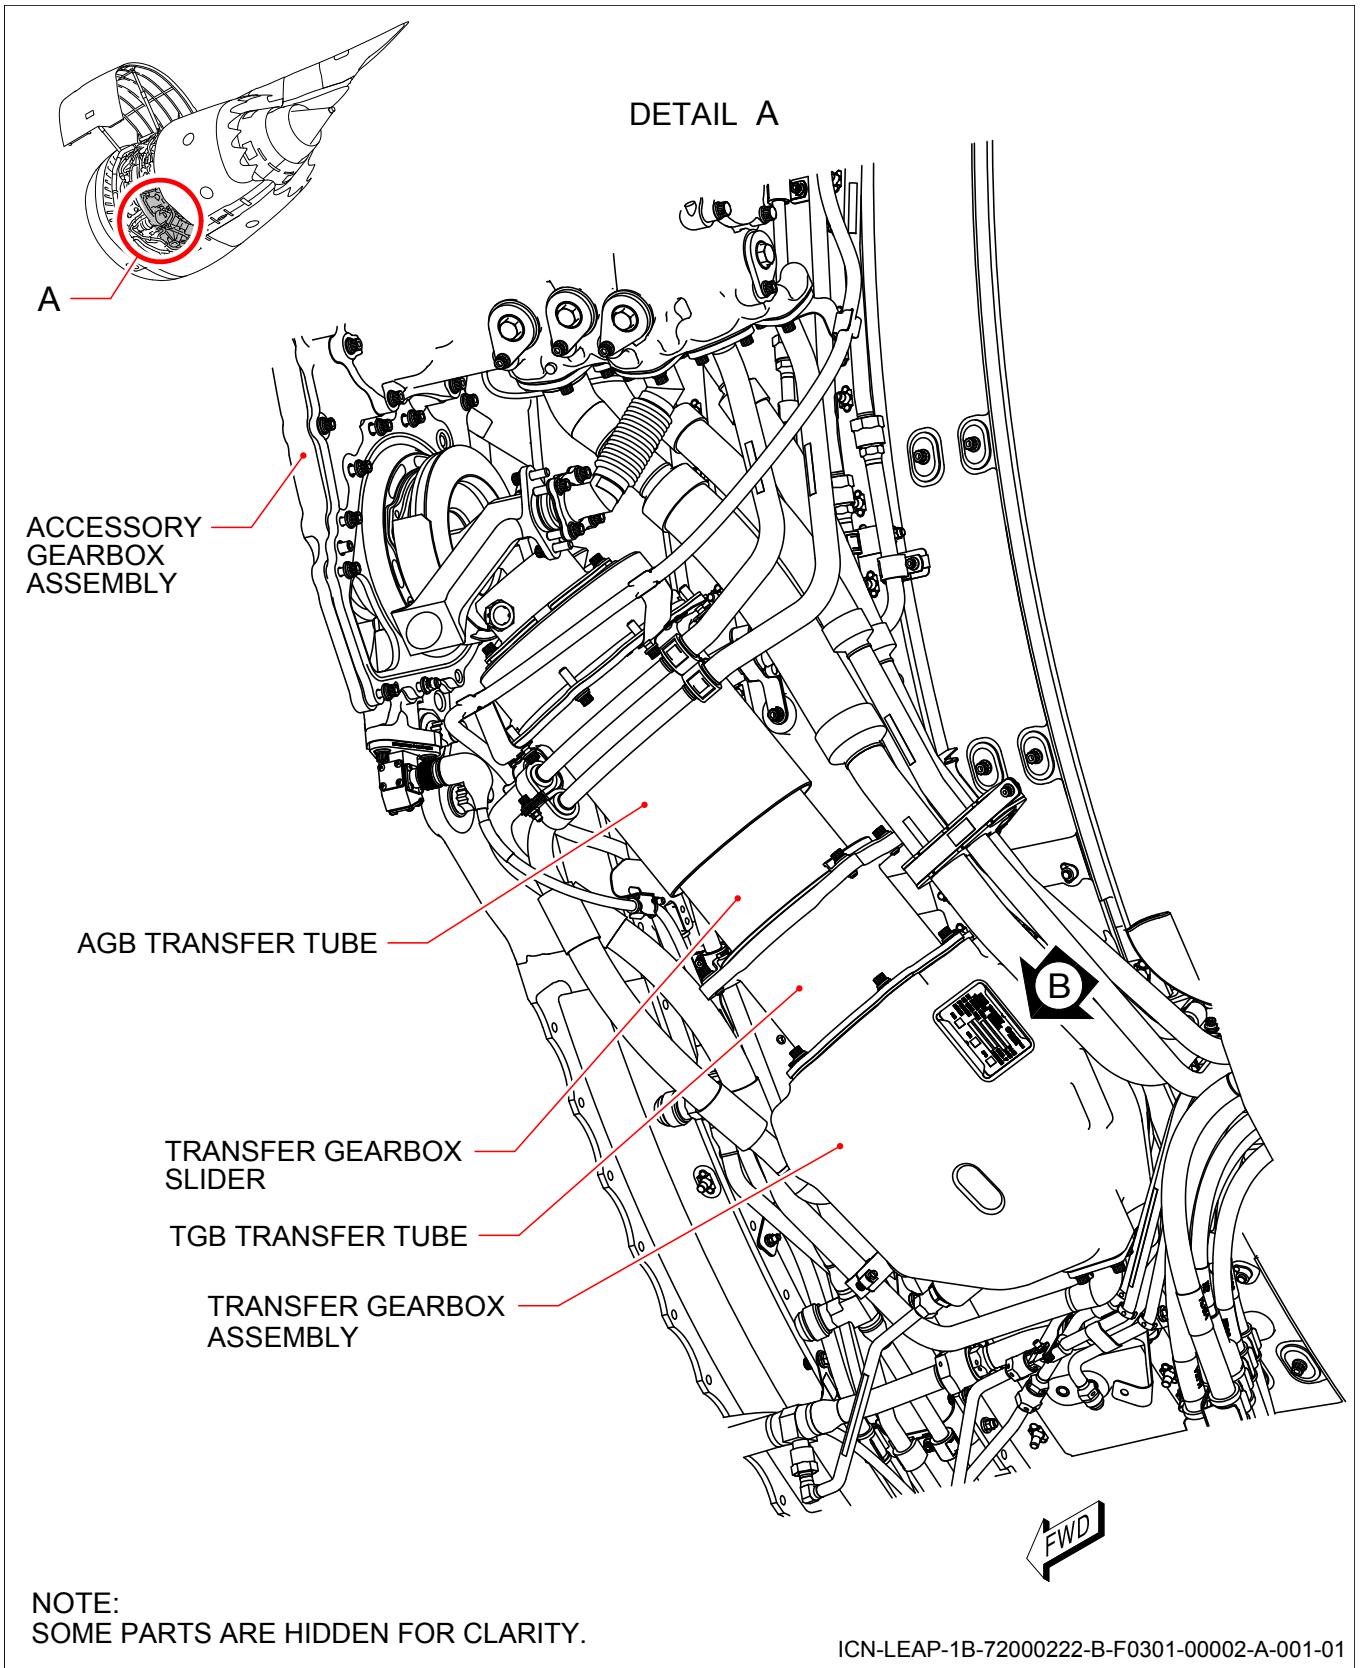 DETAIL A
A
ACCESSORY
GEARBOX
ASSEMBLY
AGB TRANSFER TUBE
B
TRANSFER GEARBOX
SLIDER
TGB TRANSFER TUBE
TRANSFER GEARBOX
ASSEMBLY
FWD
NOTE:
SOME PARTS ARE HIDDEN FOR CLARITY.
ICN-LEAP-1B-72000222-B-F0301-00002-A-001-01